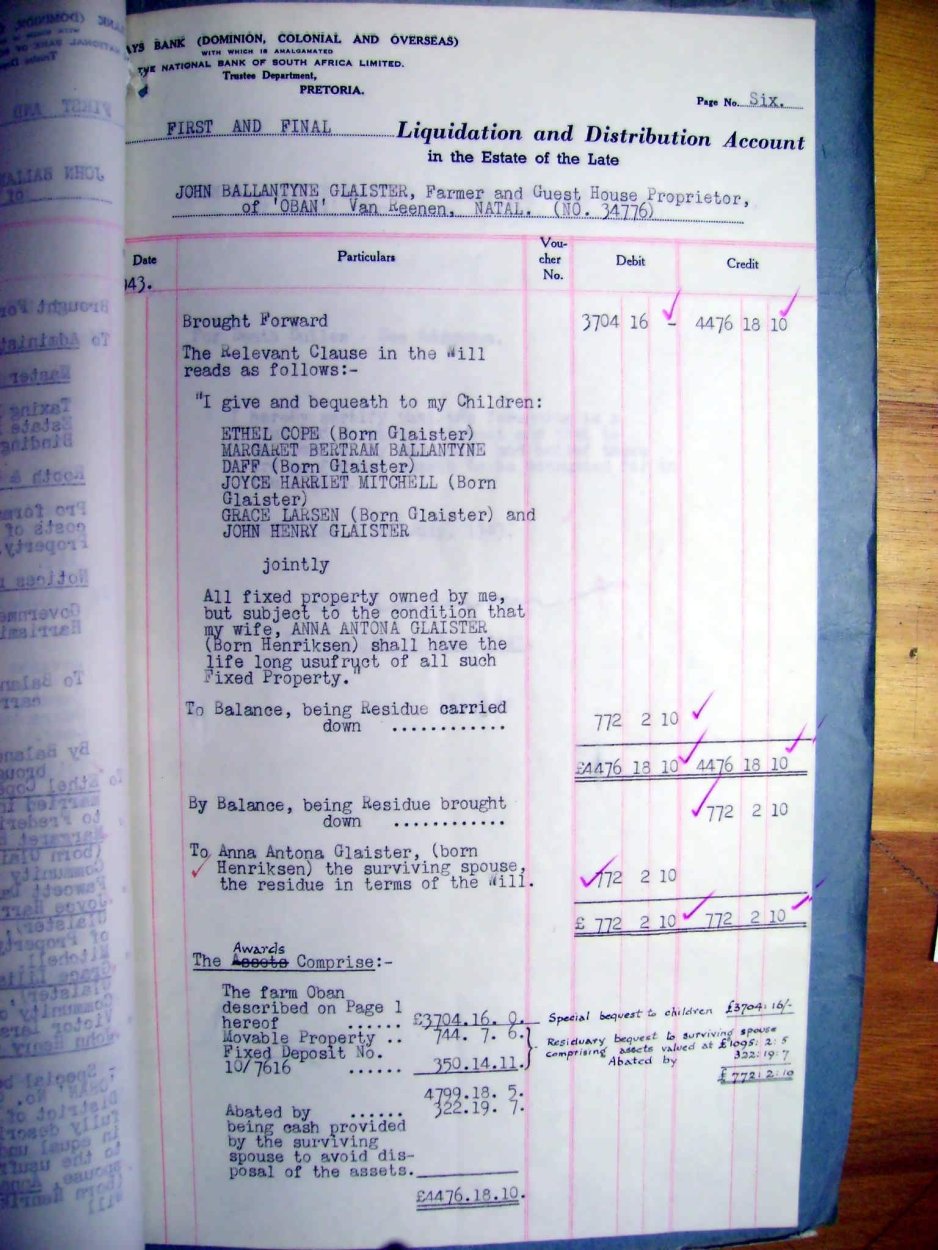 AYS BANK (DOMINION, COLONIAL AND OVERSEAS)
WITH WHICH IS AMALGAMATED
THE NATIONAL BANK OF SOUTH AFRICA LIMITED.
Trustee Department,
PRETORIA.
Page No. Six.
FIRST AND FINAL Liquidation and Distribution Account
in the Estate of the Late
JOHN BALLANTYNE GLAISTER, Farmer and Guest House Proprietor,
of 'OBAN' Van Reenen, NATAL. (NO. 34776)
Date Particulars Voucher No. Debit Credit
943.
Brought Forward 3704 16 - 4476 18 10
The Relevant Clause in the Will
reads as follows:-
"I give and bequeath to my Children:
ETHEL COPE (Born Glaister)
MARGARET BERTRAM BALLANTYNE
DAFF (Born Glaister)
JOYCE HARRIET MITCHELL (Born
Glaister)
GRACE LARSEN (Born Glaister) and
JOHN HENRY GLAISTER
jointly
All fixed property owned by me,
but subject to the condition that
my wife, ANNA ANTONA GLAISTER
(Born Henriksen) shall have the
life long usufruct of all such
Fixed Property."
To Balance, being Residue carried
down ............ 772 2 10
£4476 18 10 4476 18 10
By Balance, being Residue brought
down ............ 772 2 10
To Anna Antona Glaister, (born
Henriksen) the surviving spouse,
the residue in terms of the Will. 772 2 10
£ 772 2 10 772 2 10
Awards
The Assets Comprise:-
The farm Oban
described on Page 1
hereof ...... £3704.16. 0. Special bequest to children £3704:16/-
Movable Property .. 744. 7. 6. Residuary bequest to surviving spouse
Fixed Deposit No. comprising assets valued at £1095: 2: 5
10/7616 ...... 350.14.11. Abated by 322:19:7
£ 772:2:10
4799.18. 5.
Abated by ...... 322.19. 7.
being cash provided
by the surviving
spouse to avoid dis-
posal of the assets.
£4476.18.10.